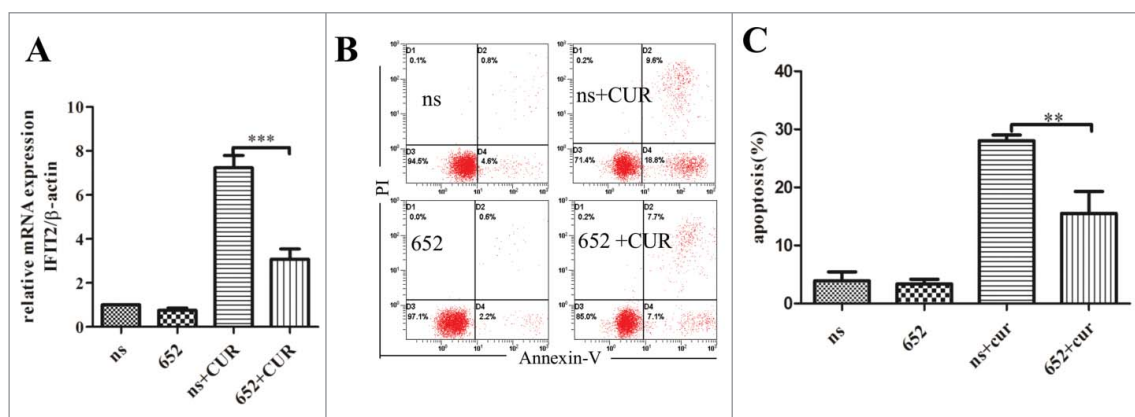 A
relative mRNA expression
IFIT2/β-actin
10
8
6
4
2
0
***
ns
652
ns+CUR
652+CUR
B
D1
0.1%
D2
0.8%
ns
D3
94.5%
D4
4.6%
D1
0.2%
D2
9.6%
ns+CUR
D3
71.4%
D4
18.8%
D1
0.0%
D2
0.6%
652
D3
97.1%
D4
2.2%
D1
0.2%
D2
7.7%
652 +CUR
D3
85.0%
D4
7.1%
PI
Annexin-V
C
apoptosis(%)
40
30
20
10
0
**
ns
652
ns+cur
652+cur